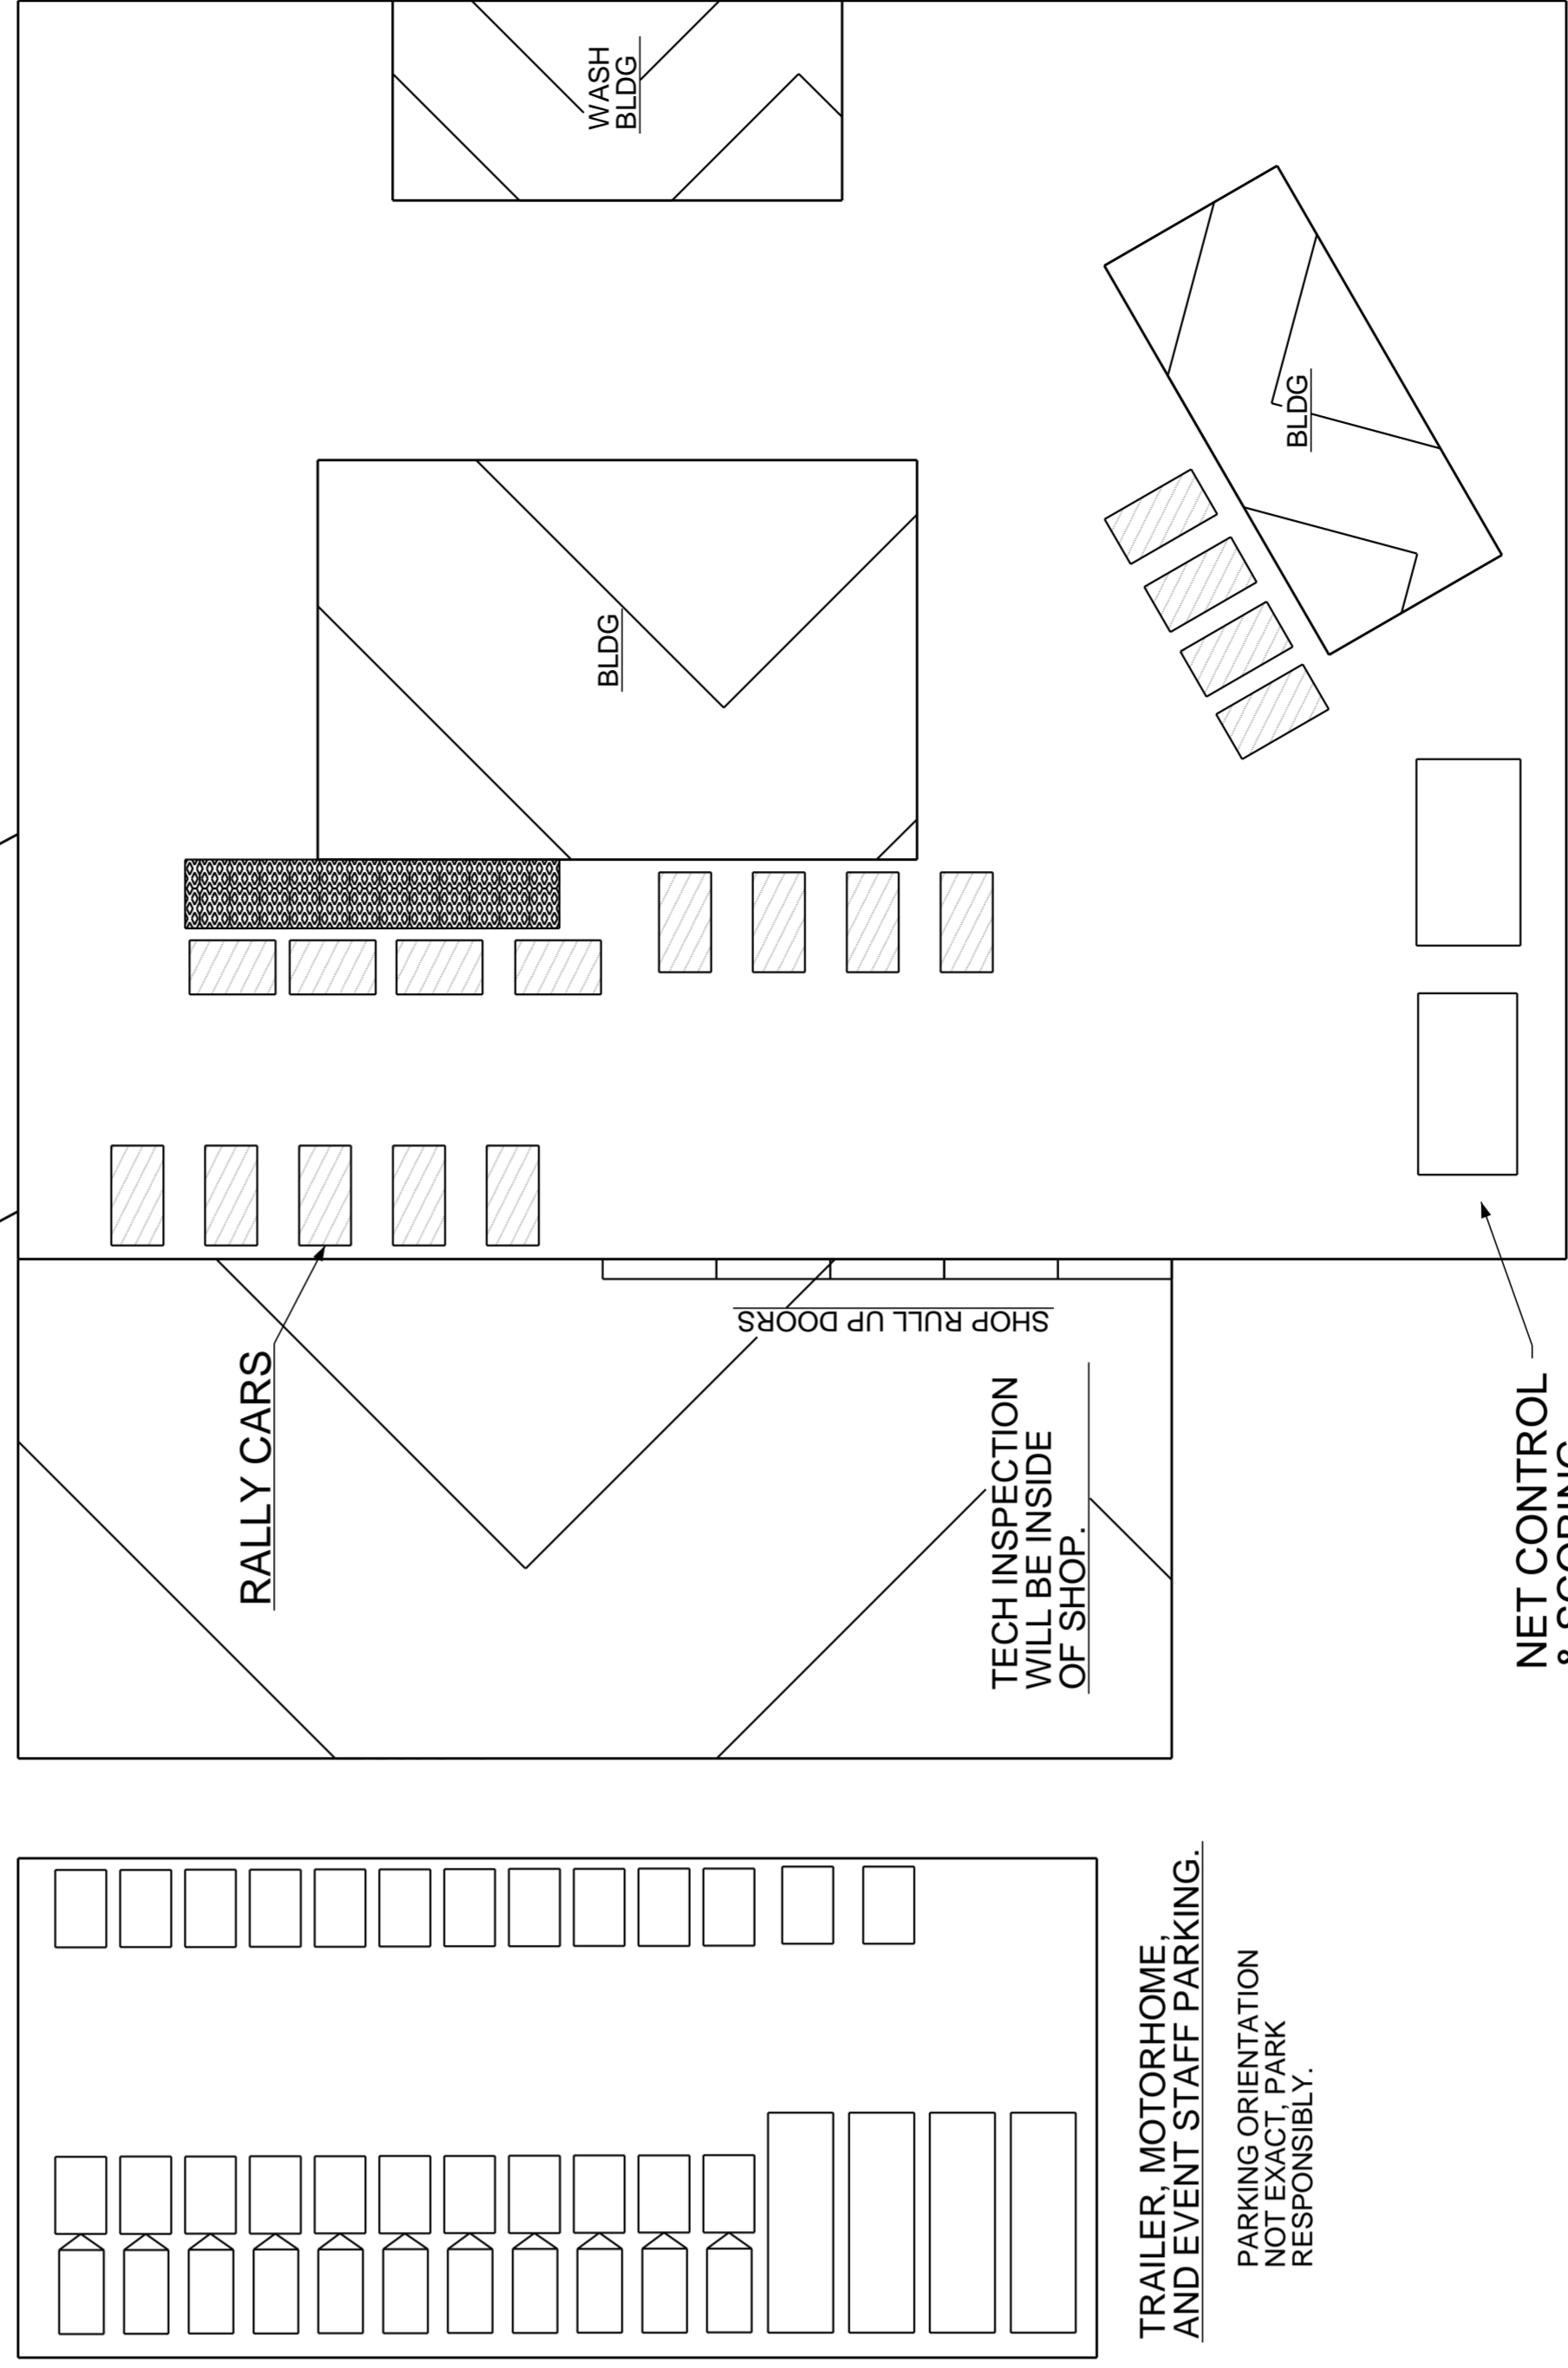 WASH
BLDG
BLDG
BLDG
RALLY CARS
SHOP RULL UP DOORS
TECH INSPECTION
WILL BE INSIDE
OF SHOP.
NET CONTROL
& SCORING
TRAILER, MOTORHOME,
AND EVENT STAFF PARKING.
PARKING ORIENTATION
NOT EXACT, PARK
RESPONSIBLY.